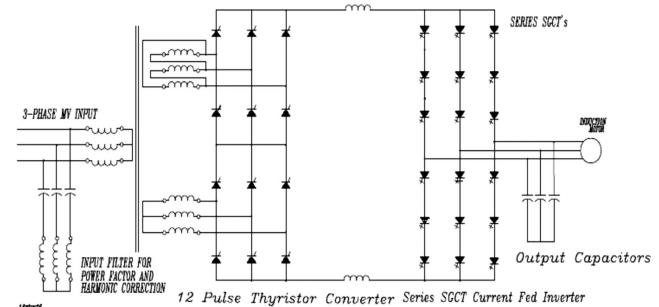 SERIES SGCT's
3-PHASE MV INPUT
INDUCTION
MOTOR
INPUT FILTER FOR
POWER FACTOR AND
HARMONIC CORRECTION
Output Capacitors
12 Pulse Thyristor Converter
Series SGCT Current Fed Inverter